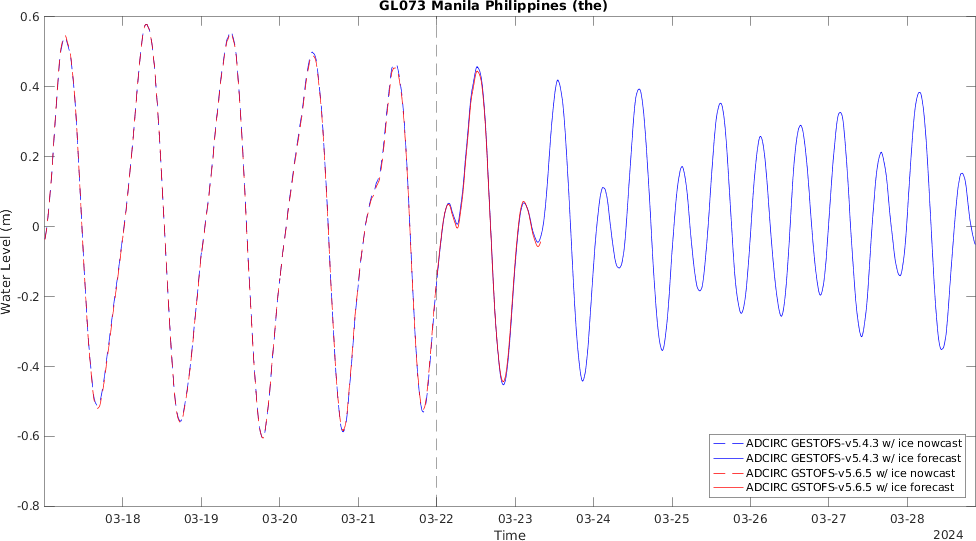 GL073 Manila Philippines (the)
Water Level (m)
0.6
0.4
0.2
0
-0.2
-0.4
-0.6
-0.8
ADCIRC GESTOFS-v5.4.3 w/ ice nowcast
ADCIRC GESTOFS-v5.4.3 w/ ice forecast
ADCIRC GSTOFS-v5.6.5 w/ ice nowcast
ADCIRC GSTOFS-v5.6.5 w/ ice forecast
03-18 03-19 03-20 03-21 03-22 03-23 03-24 03-25 03-26 03-27 03-28
Time
2024